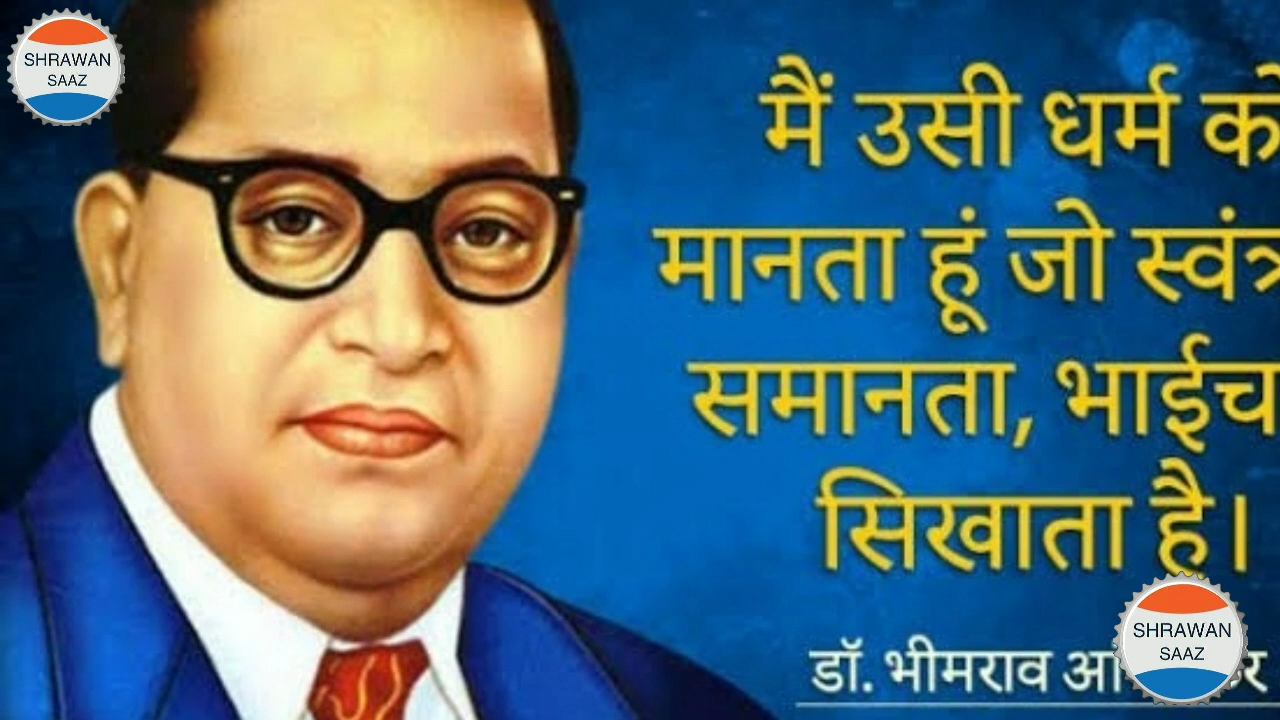 SHRAWAN
SAAZ
मैं उसी धर्म
मानता हूं जो
समानता,
सिखाता है।
डॉ. भीमराव
SHRAWAN
SAAZ